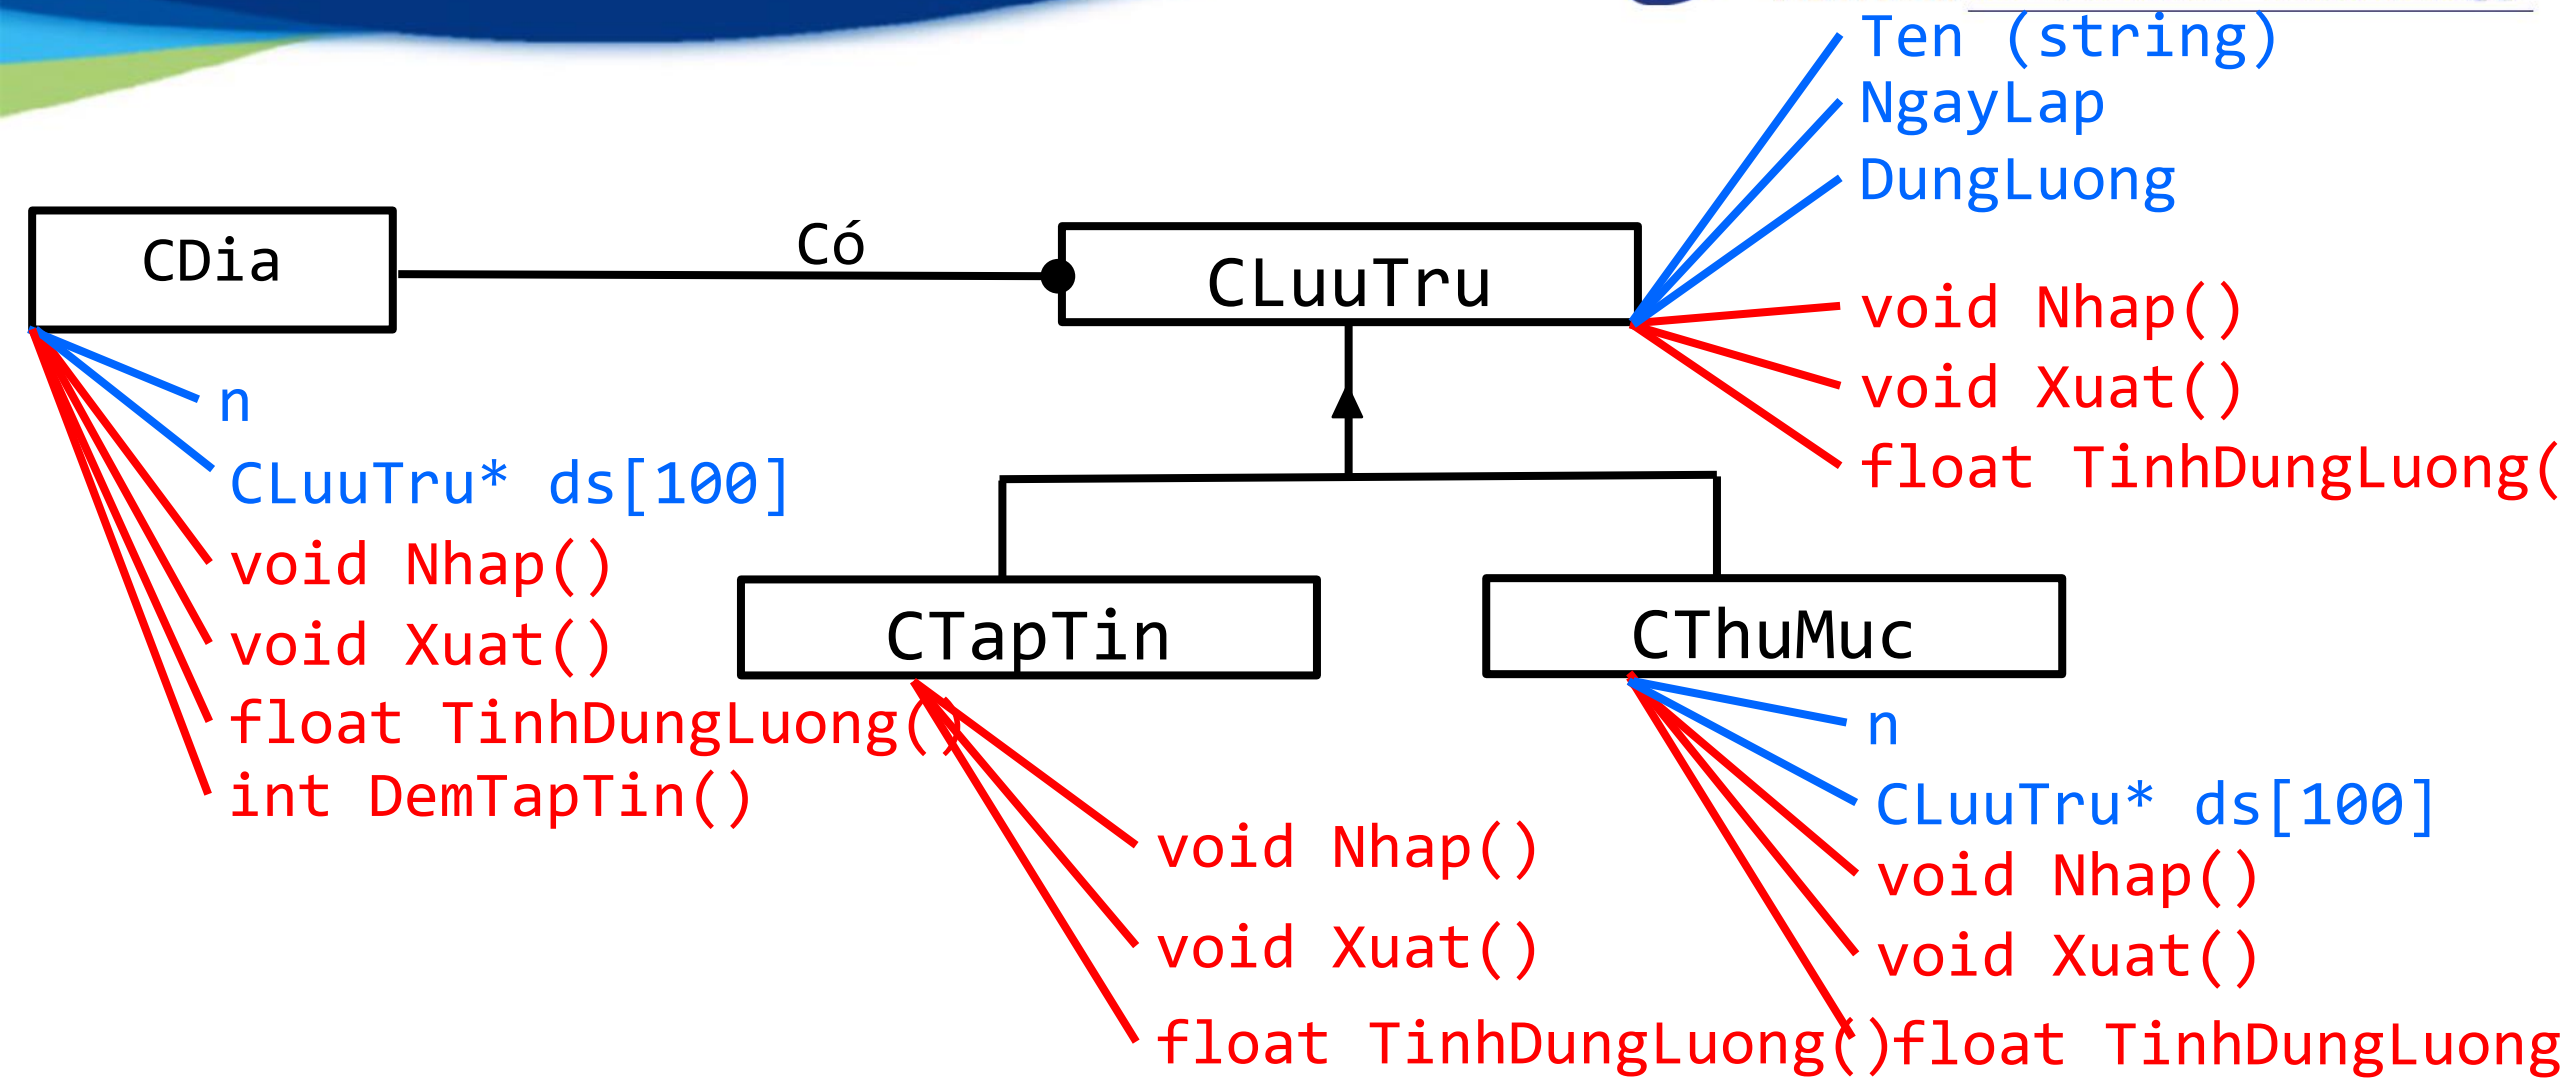 Ten (string)
NgayLap
DungLuong
CDia
Có
CLuuTru
void Nhap()
void Xuat()
float TinhDungLuong(
n
CLuuTru* ds[100]
void Nhap()
void Xuat()
float TinhDungLuong()
int DemTapTin()
CTapTin
void Nhap()
void Xuat()
float TinhDungLuong()
CThuMuc
n
CLuuTru* ds[100]
void Nhap()
void Xuat()
float TinhDungLuong